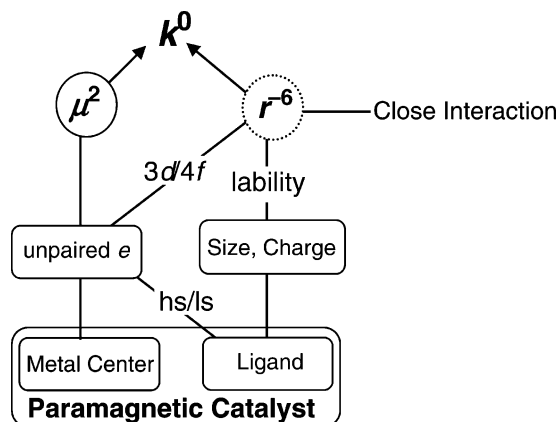 k⁰
μ²
r⁻⁶
Close Interaction
3d/4f
lability
unpaired e
Size, Charge
hs/ls
Metal Center
Ligand
Paramagnetic Catalyst